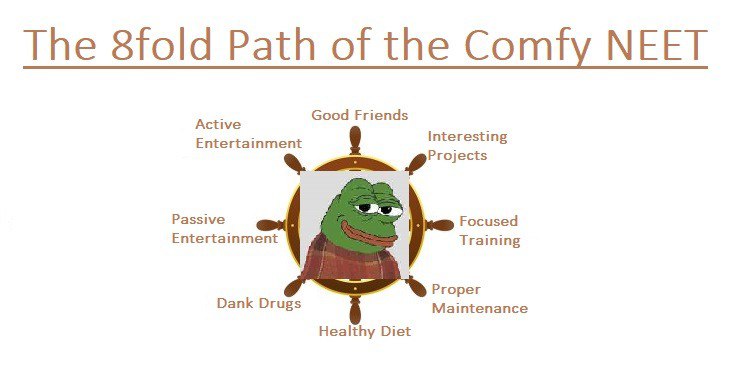 The 8fold Path of the Comfy NEET
Good Friends
Interesting
Projects
Focused
Training
Proper
Maintenance
Healthy Diet
Dank Drugs
Passive
Entertainment
Active
Entertainment